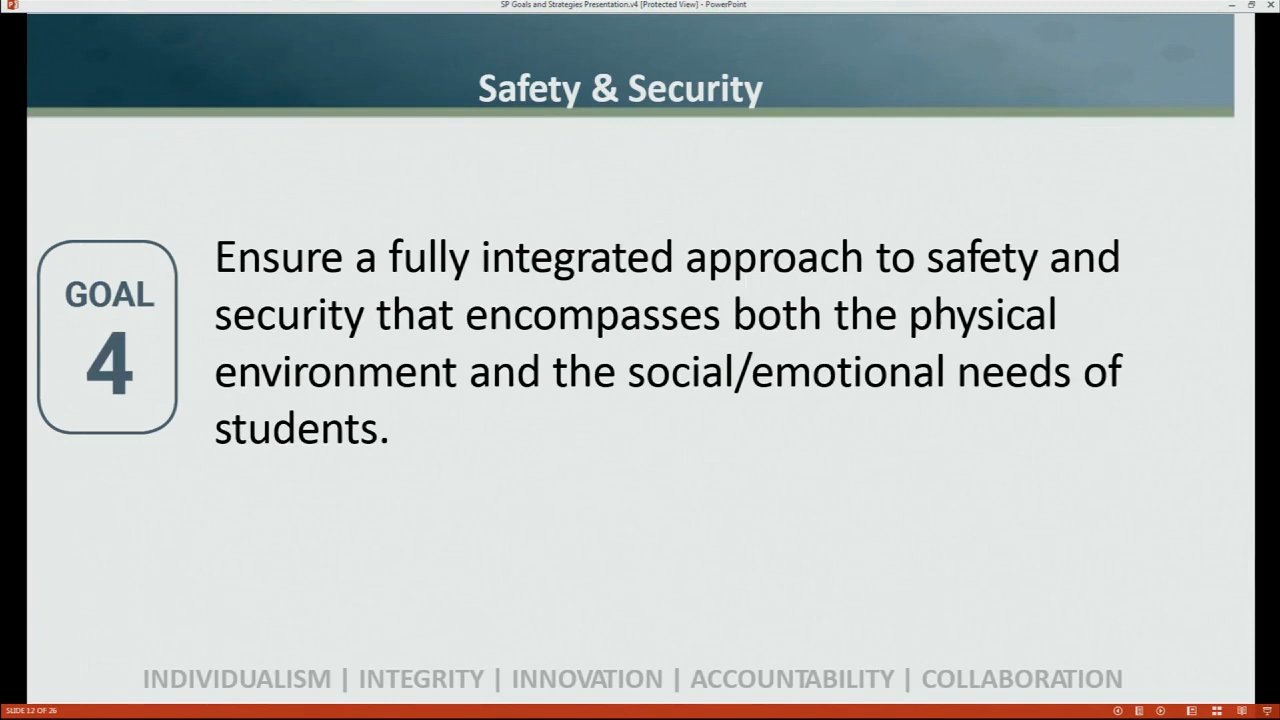 SP Goals and Strategies Presentation.v4 [Protected View] - PowerPoint
Safety & Security
GOAL
4
Ensure a fully integrated approach to safety and
security that encompasses both the physical
environment and the social/emotional needs of
students.
INDIVIDUALISM | INTEGRITY | INNOVATION | ACCOUNTABILITY | COLLABORATION
SLIDE 12 OF 26